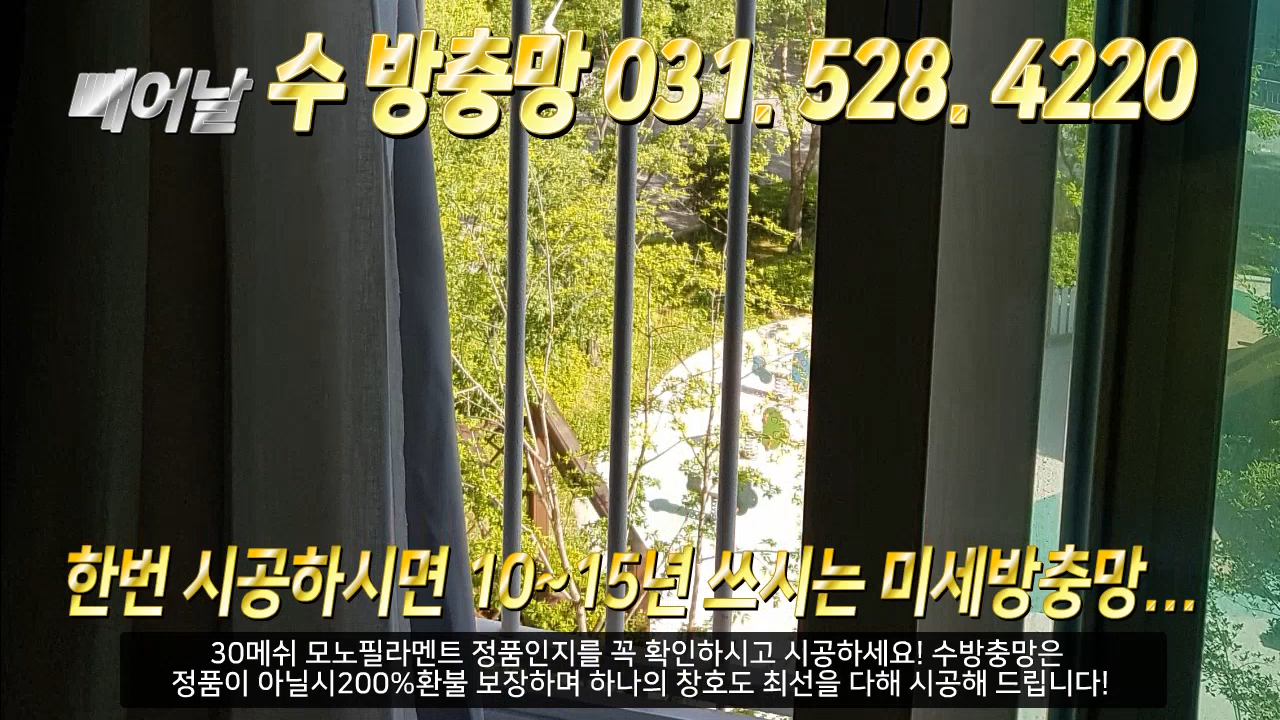 빼어날 수 방충망 031. 528. 4220
한번 시공하시면 10~15년 쓰시는 미세방충망...
30메쉬 모노필라멘트 정품인지를 꼭 확인하시고 시공하세요! 수방충망은
정품이 아닐시200%환불 보장하며 하나의 창호도 최선을 다해 시공해 드립니다!